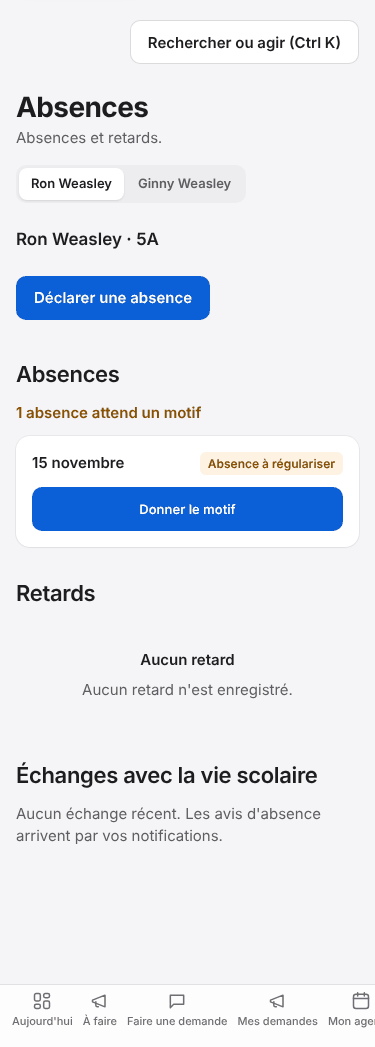 Rechercher ou agir (Ctrl K)
Absences
Absences et retards.
Ron Weasley
Ginny Weasley
Ron Weasley · 5A
Déclarer une absence
Absences
1 absence attend un motif
15 novembre
Absence à régulariser
Donner le motif
Retards
Aucun retard
Aucun retard n'est enregistré.
Échanges avec la vie scolaire
Aucun échange récent. Les avis d'absence
arrivent par vos notifications.
Aujourd'hui
À faire
Faire une demande
Mes demandes
Mon